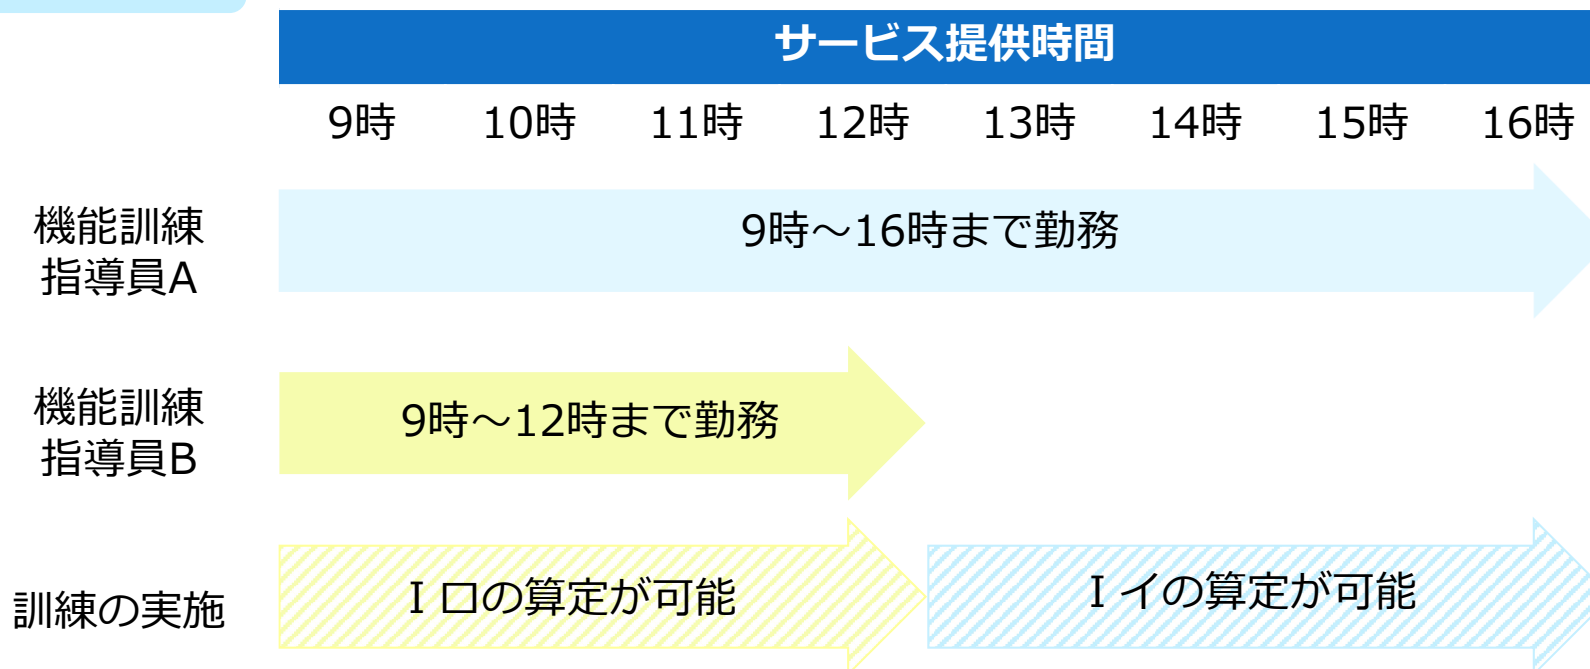 サービス提供時間
9時 10時 11時 12時 13時 14時 15時 16時
機能訓練
指導員A
9時～16時まで勤務
機能訓練
指導員B
9時～12時まで勤務
訓練の実施
Ⅰロの算定が可能
Ⅰイの算定が可能